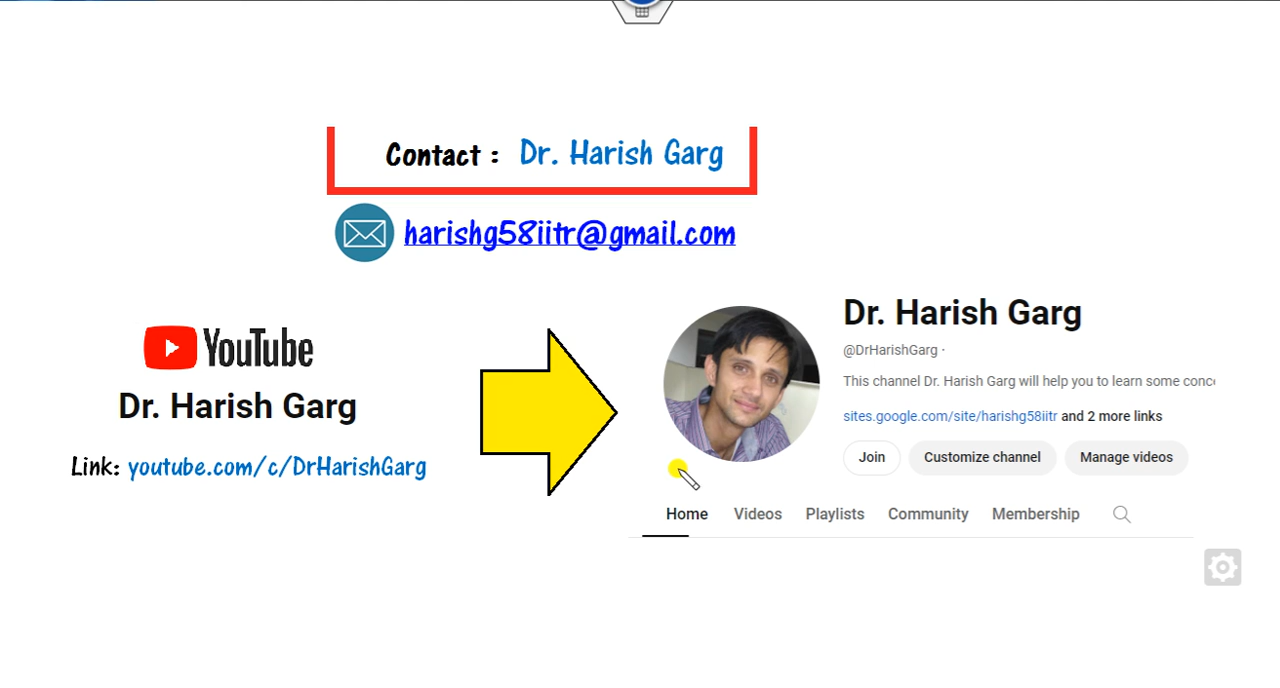 Contact : Dr. Harish Garg
harishg58iitr@gmail.com
YouTube
Dr. Harish Garg
Link: youtube.com/c/DrHarishGarg
Dr. Harish Garg
@DrHarishGarg ·
This channel Dr. Harish Garg will help you to learn some
sites.google.com/site/harishg58iitr and 2 more links
Join Customize channel Manage videos
Home Videos Playlists Community Membership